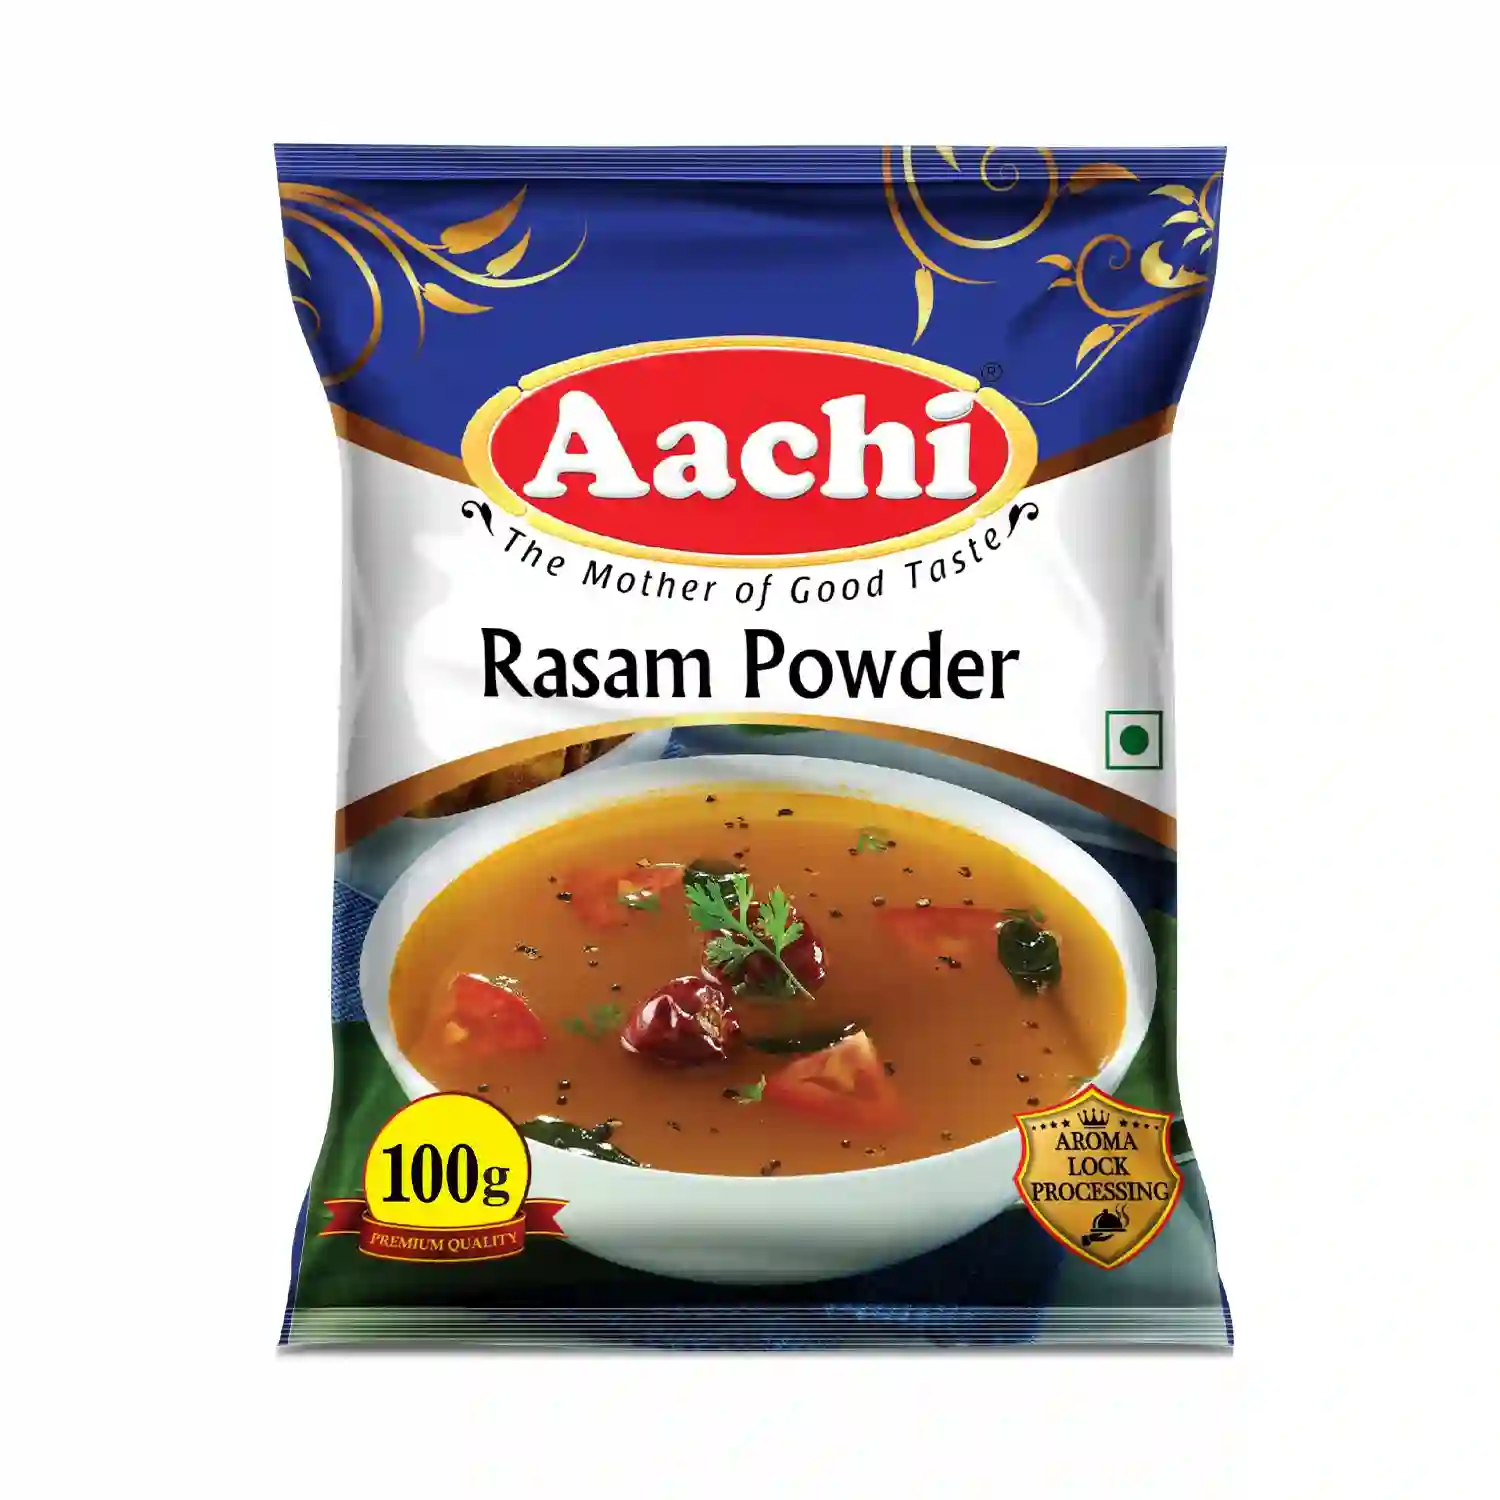 Aachi
®
The Mother of Good Taste
Rasam Powder
100g
PREMIUM QUALITY
AROMA
LOCK
PROCESSING